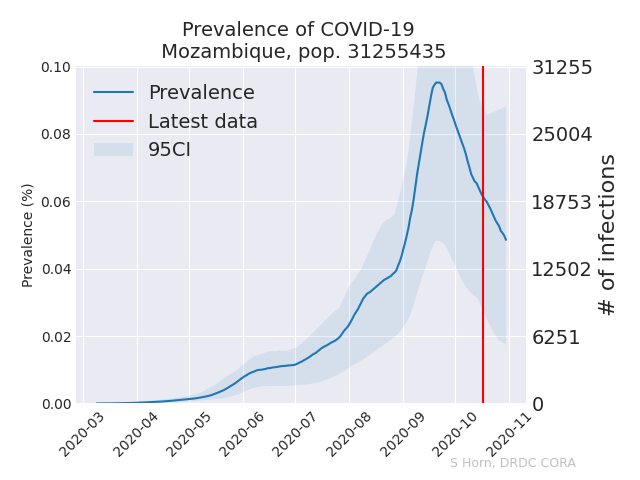 Prevalence of COVID-19
Mozambique, pop. 31255435
0.10
0.08
0.06
0.04
0.02
0.00
Prevalence (%)
Prevalence
Latest data
95CI
31255
25004
18753
12502
6251
0
# of infections
2020-03
2020-04
2020-05
2020-06
2020-07
2020-08
2020-09
2020-10
2020-11
S Horn, DRDC CORA